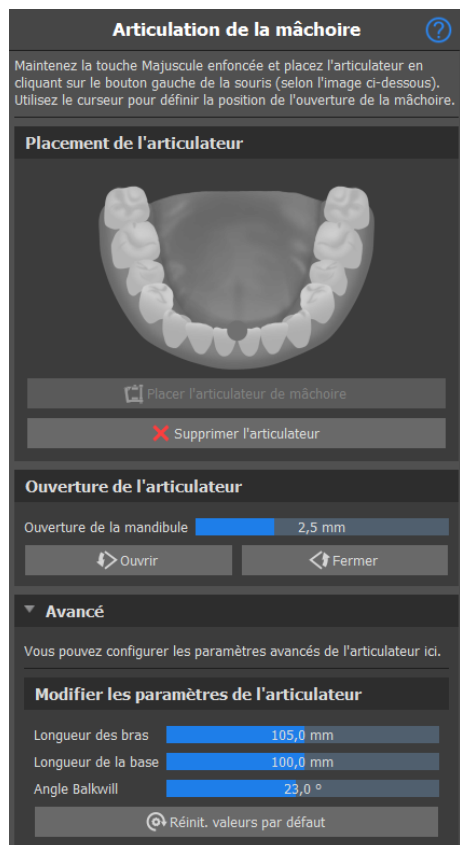 Articulation de la mâchoire
?
Maintenez la touche Majuscule enfoncée et placez l'articulateur en
cliquant sur le bouton gauche de la souris (selon l'image ci-dessous).
Utilisez le curseur pour définir la position de l'ouverture de la mâchoire.
Placement de l'articulateur
Placer l'articulateur de mâchoire
Supprimer l'articulateur
Ouverture de l'articulateur
Ouverture de la mandibule 2,5 mm
Ouvrir Fermer
Avancé
Vous pouvez configurer les paramètres avancés de l'articulateur ici.
Modifier les paramètres de l'articulateur
Longueur des bras 105,0 mm
Longueur de la base 100,0 mm
Angle Balkwill 23,0 °
Réinit. valeurs par défaut